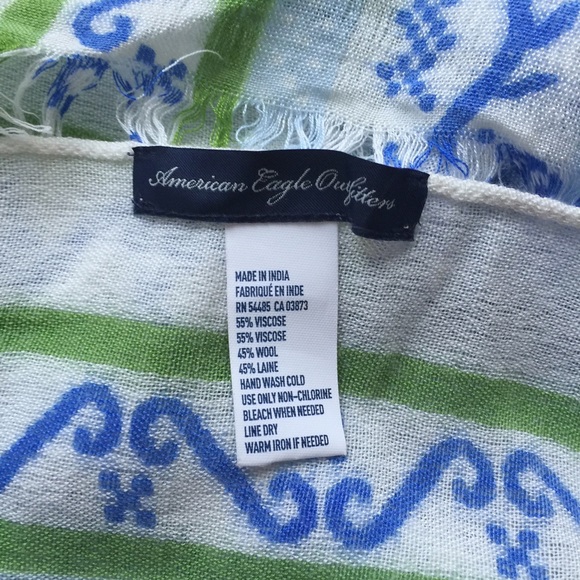 American Eagle Outfitters
MADE IN INDIA
FABRIQUÉ EN INDE
RN 54485 CA 03873
55% VISCOSE
55% VISCOSE
45% WOOL
45% LAINE
HAND WASH COLD
USE ONLY NON-CHLORINE
BLEACH WHEN NEEDED
LINE DRY
WARM IRON IF NEEDED